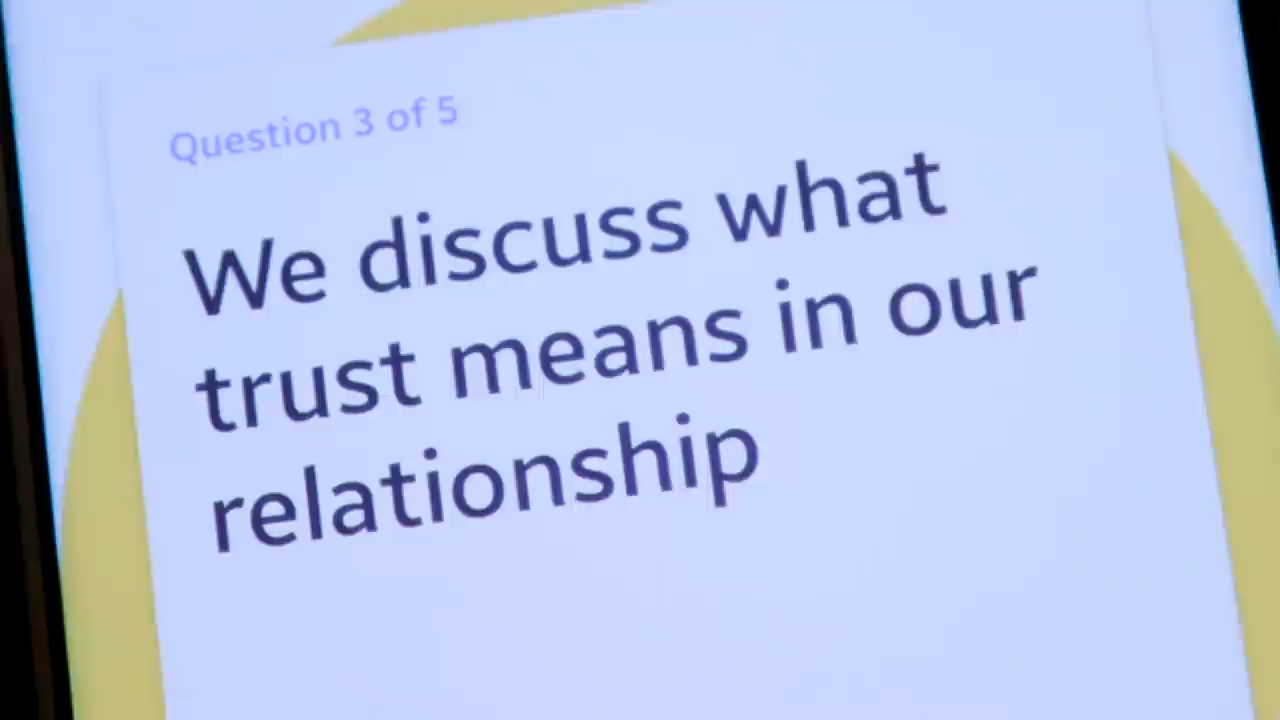 Question 3 of 5
We discuss what
trust means in our
relationship